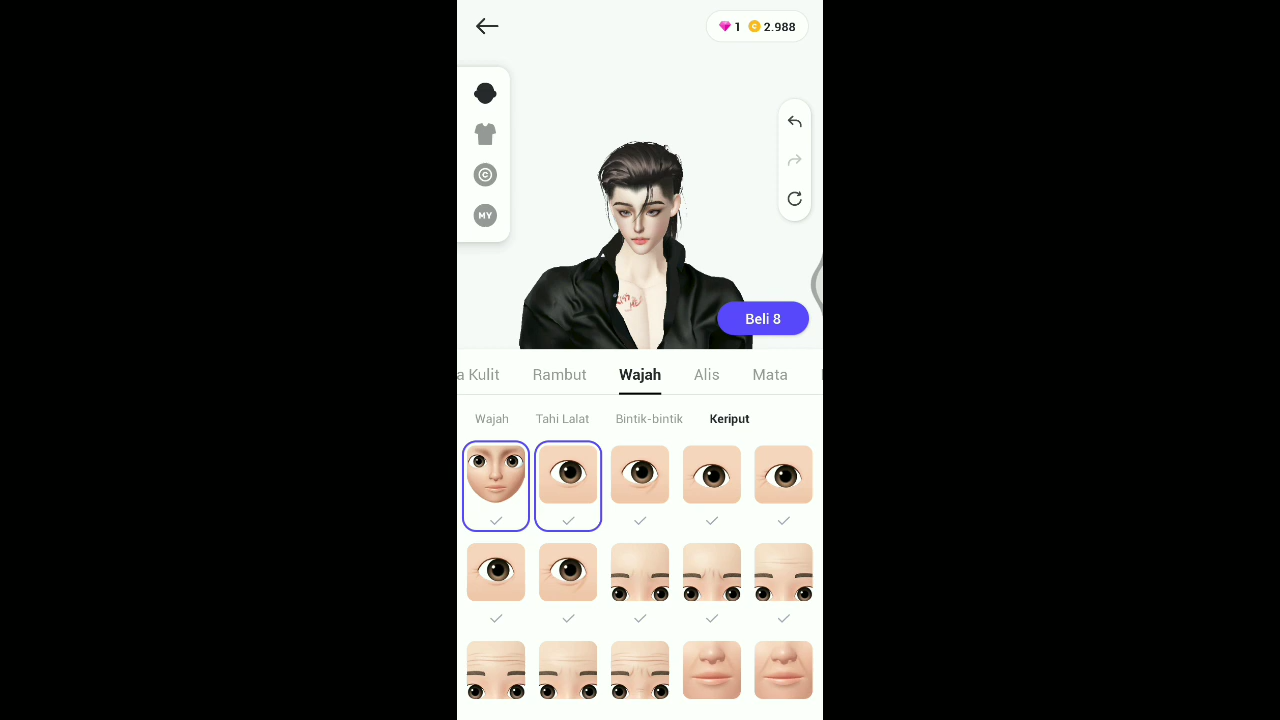 1 2.988
MY
Beli 8
a Kulit Rambut Wajah Alis Mata
Wajah Tahi Lalat Bintik-bintik Keriput